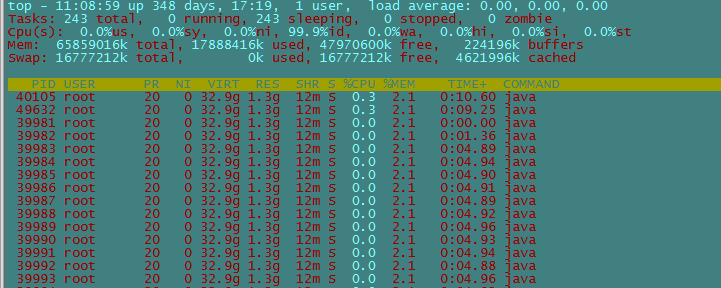 top - 11:08:59 up 348 days, 17:19,  1 user,  load average: 0.00, 0.00, 0.00
Tasks: 243 total,   0 running, 243 sleeping,   0 stopped,   0 zombie
Cpu(s):  0.0%us,  0.0%sy,  0.0%ni, 99.9%id,  0.0%wa,  0.0%hi,  0.0%si,  0.0%st
Mem:  65859016k total, 17888416k used, 47970600k free,   224196k buffers
Swap: 16777212k total,        0k used, 16777212k free,  4621996k cached
PID USER      PR  NI  VIRT  RES  SHR S %CPU %MEM    TIME+  COMMAND
40105 root      20   0 32.9g 1.3g  12m S  0.3  2.1   0:10.60 java
49632 root      20   0 32.9g 1.3g  12m S  0.3  2.1   0:09.25 java
39981 root      20   0 32.9g 1.3g  12m S  0.0  2.1   0:00.00 java
39982 root      20   0 32.9g 1.3g  12m S  0.0  2.1   0:01.36 java
39983 root      20   0 32.9g 1.3g  12m S  0.0  2.1   0:04.89 java
39984 root      20   0 32.9g 1.3g  12m S  0.0  2.1   0:04.94 java
39985 root      20   0 32.9g 1.3g  12m S  0.0  2.1   0:04.90 java
39986 root      20   0 32.9g 1.3g  12m S  0.0  2.1   0:04.91 java
39987 root      20   0 32.9g 1.3g  12m S  0.0  2.1   0:04.89 java
39988 root      20   0 32.9g 1.3g  12m S  0.0  2.1   0:04.92 java
39989 root      20   0 32.9g 1.3g  12m S  0.0  2.1   0:04.96 java
39990 root      20   0 32.9g 1.3g  12m S  0.0  2.1   0:04.93 java
39991 root      20   0 32.9g 1.3g  12m S  0.0  2.1   0:04.94 java
39992 root      20   0 32.9g 1.3g  12m S  0.0  2.1   0:04.88 java
39993 root      20   0 32.9g 1.3g  12m S  0.0  2.1   0:04.96 java